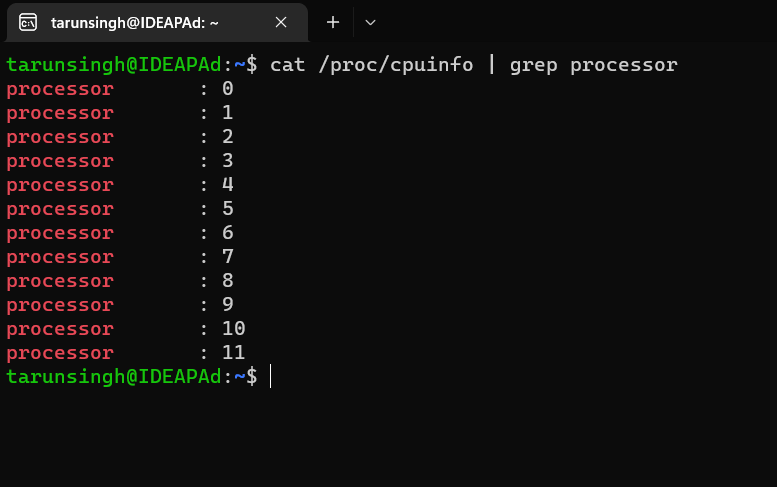 tarunsingh@IDEAPAd: ~
tarunsingh@IDEAPAd:~$ cat /proc/cpuinfo | grep processor
processor       : 0
processor       : 1
processor       : 2
processor       : 3
processor       : 4
processor       : 5
processor       : 6
processor       : 7
processor       : 8
processor       : 9
processor       : 10
processor       : 11
tarunsingh@IDEAPAd:~$